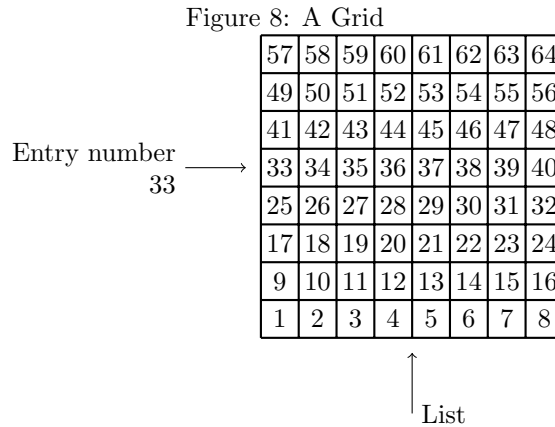 Figure 8: A Grid
57 58 59 60 61 62 63 64
49 50 51 52 53 54 55 56
41 42 43 44 45 46 47 48
Entry number
33
33 34 35 36 37 38 39 40
25 26 27 28 29 30 31 32
17 18 19 20 21 22 23 24
9 10 11 12 13 14 15 16
1 2 3 4 5 6 7 8
List